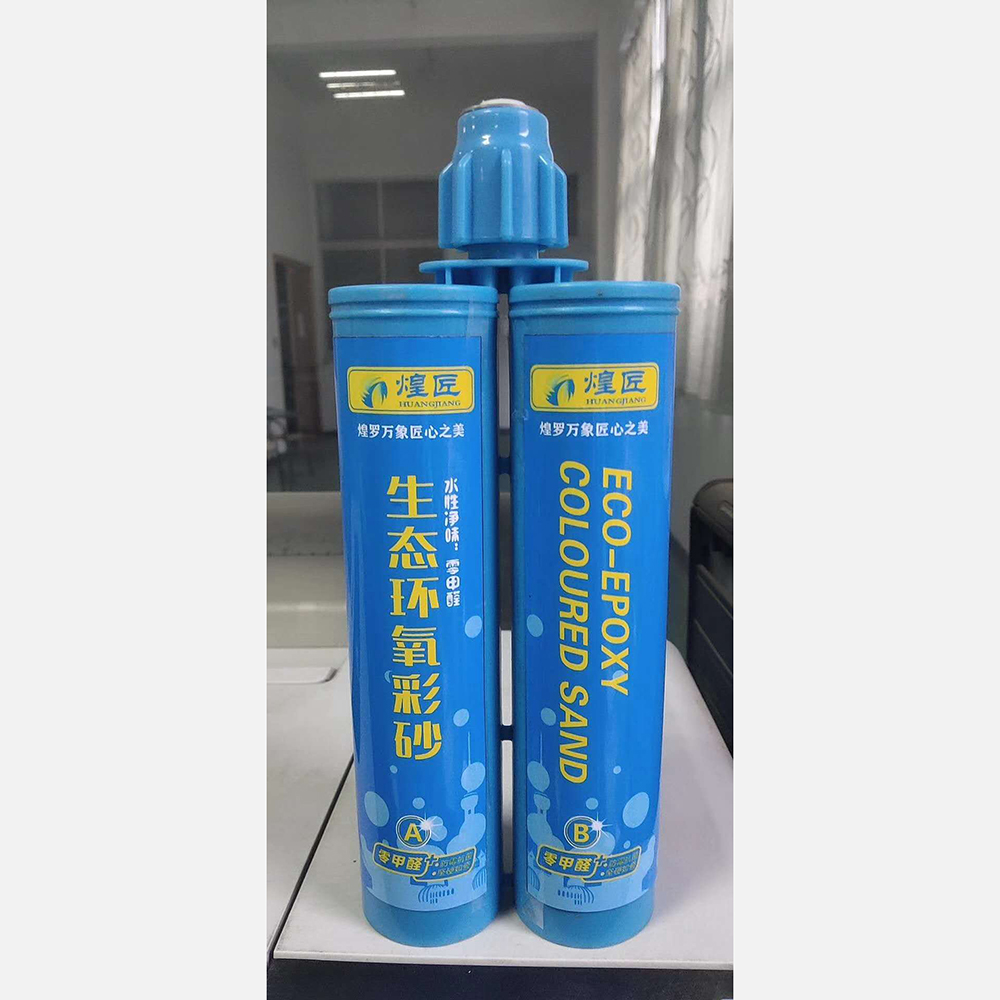 煌匠
HUANGJIANG
煌罗万象匠心之美
水性净味:零甲醛
生态环氧彩砂
A
零甲醛+
煌匠
HUANGJIANG
煌罗万象匠心之美
ECO-EPOXY
COLOURED SAND
B
零甲醛+